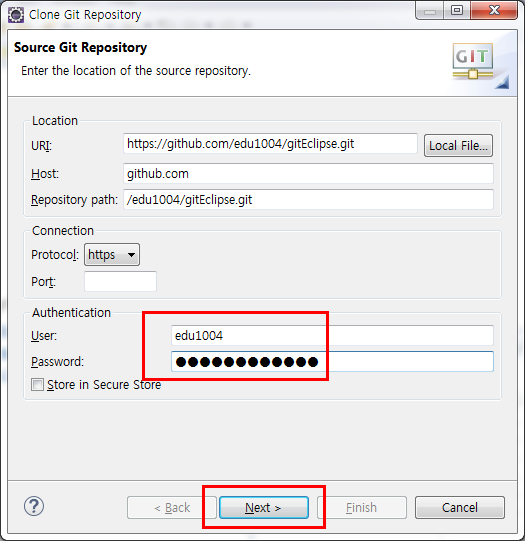 Clone Git Repository
Source Git Repository
Enter the location of the source repository.
GIT
Location
URI: https://github.com/edu1004/gitEclipse.git Local File...
Host: github.com
Repository path: /edu1004/gitEclipse.git
Connection
Protocol: https
Port:
Authentication
User: edu1004
Password: ●●●●●●●●●●●●
Store in Secure Store
? < Back Next > Finish Cancel